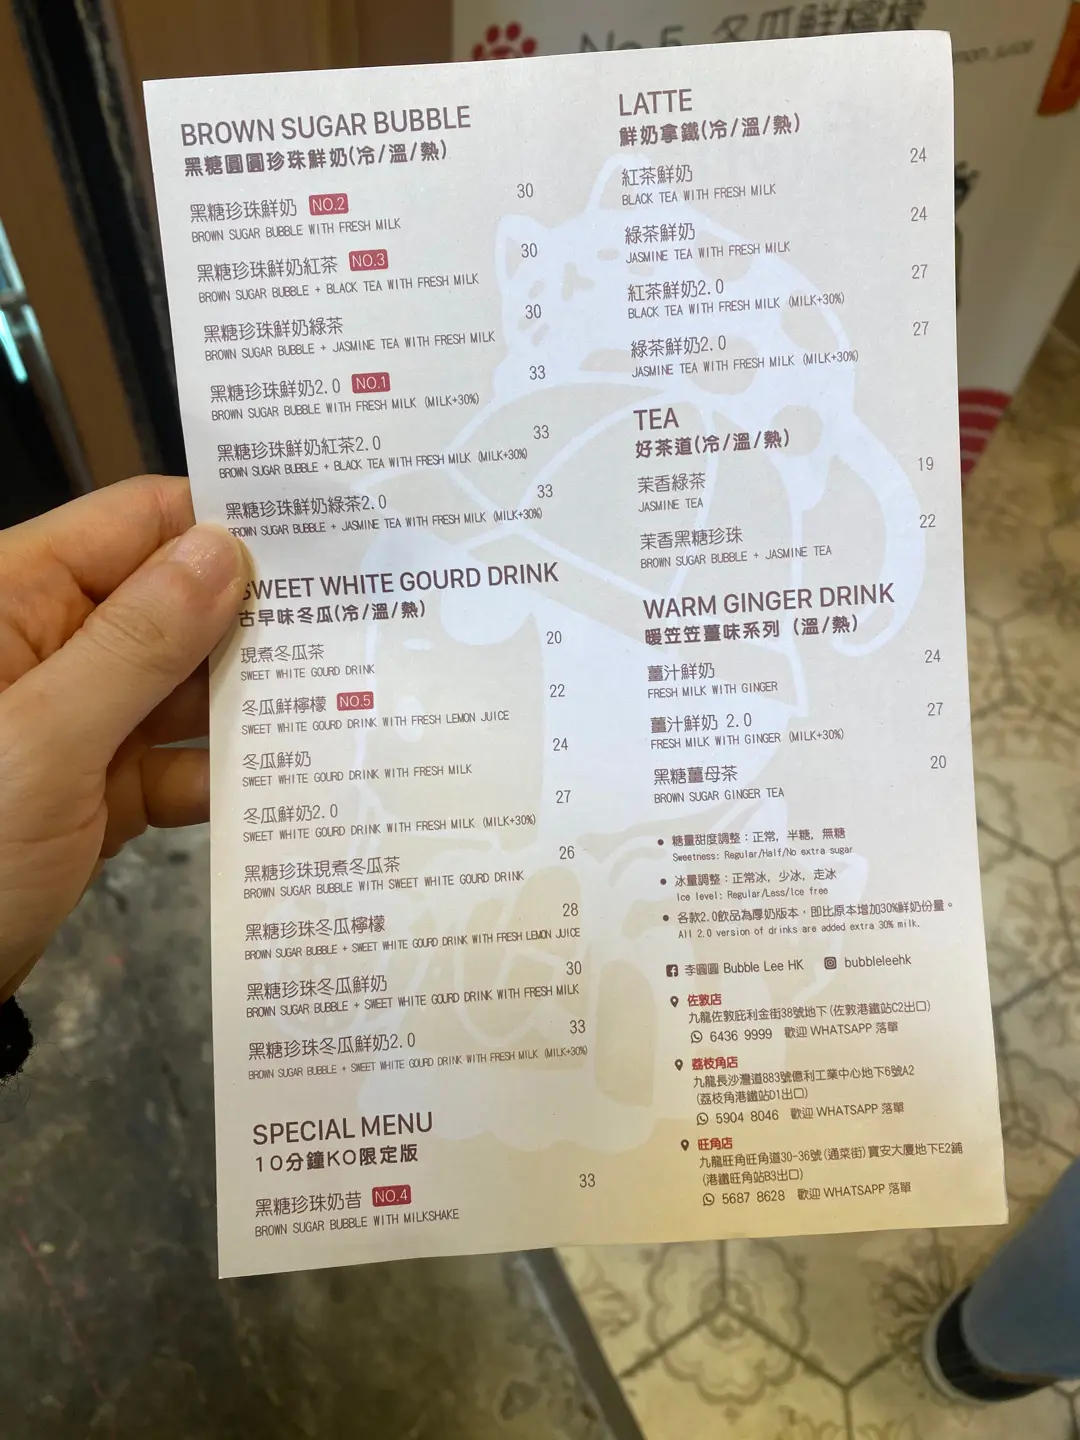 No.5 冬瓜鮮檸檬
BROWN SUGAR BUBBLE
黑糖圓圓珍珠鮮奶(冷/溫/熱)
黑糖珍珠鮮奶 NO.2 30
BROWN SUGAR BUBBLE WITH FRESH MILK
黑糖珍珠鮮奶紅茶 NO.3 30
BROWN SUGAR BUBBLE + BLACK TEA WITH FRESH MILK
黑糖珍珠鮮奶綠茶 30
BROWN SUGAR BUBBLE + JASMINE TEA WITH FRESH MILK
黑糖珍珠鮮奶2.0 NO.1 33
BROWN SUGAR BUBBLE WITH FRESH MILK (MILK+30%)
黑糖珍珠鮮奶紅茶2.0 33
BROWN SUGAR BUBBLE + BLACK TEA WITH FRESH MILK (MILK+30%)
黑糖珍珠鮮奶綠茶2.0 33
BROWN SUGAR BUBBLE + JASMINE TEA WITH FRESH MILK (MILK+30%)
SWEET WHITE GOURD DRINK
古早味冬瓜(冷/溫/熱)
現煮冬瓜茶 20
SWEET WHITE GOURD DRINK
冬瓜鮮檸檬 NO.5 22
SWEET WHITE GOURD DRINK WITH FRESH LEMON JUICE
冬瓜鮮奶 24
SWEET WHITE GOURD DRINK WITH FRESH MILK
冬瓜鮮奶2.0 27
SWEET WHITE GOURD DRINK WITH FRESH MILK (MILK+30%)
黑糖珍珠現煮冬瓜茶 26
BROWN SUGAR BUBBLE WITH SWEET WHITE GOURD DRINK
黑糖珍珠冬瓜檸檬 28
BROWN SUGAR BUBBLE + SWEET WHITE GOURD DRINK WITH FRESH LEMON JUICE
黑糖珍珠冬瓜鮮奶 30
BROWN SUGAR BUBBLE + SWEET WHITE GOURD DRINK WITH FRESH MILK
黑糖珍珠冬瓜鮮奶2.0 33
BROWN SUGAR BUBBLE + SWEET WHITE GOURD DRINK WITH FRESH MILK (MILK+30%)
SPECIAL MENU
10分鐘KO限定版
黑糖珍珠奶昔 NO.4 33
BROWN SUGAR BUBBLE WITH MILKSHAKE
LATTE
鮮奶拿鐵(冷/溫/熱)
紅茶鮮奶 24
BLACK TEA WITH FRESH MILK
綠茶鮮奶 24
JASMINE TEA WITH FRESH MILK
紅茶鮮奶2.0 27
BLACK TEA WITH FRESH MILK (MILK+30%)
綠茶鮮奶2.0 27
JASMINE TEA WITH FRESH MILK (MILK+30%)
TEA
好茶道(冷/溫/熱)
茉香綠茶 19
JASMINE TEA
茉香黑糖珍珠 22
BROWN SUGAR BUBBLE + JASMINE TEA
WARM GINGER DRINK
暖笠笠薑味系列 (溫/熱)
薑汁鮮奶 24
FRESH MILK WITH GINGER
薑汁鮮奶 2.0 27
FRESH MILK WITH GINGER (MILK+30%)
黑糖薑母茶 20
BROWN SUGAR GINGER TEA
• 糖量甜度調整：正常, 半糖, 無糖
Sweetness: Regular/Half/No extra sugar
• 冰量調整：正常冰, 少冰, 走冰
Ice level: Regular/Less/Ice free
• 各款2.0飲品為厚奶版本，即比原本增加30%鮮奶份量。
All 2.0 version of drinks are added extra 30% milk.
李圓圓 Bubble Lee HK bubbleleehk
佐敦店
九龍佐敦庇利金街38號地下(佐敦港鐵站C2出口)
6436 9999 歡迎 WHATSAPP 落單
荔枝角店
九龍長沙灣道883號億利工業中心地下6號A2
(荔枝角港鐵站D1出口)
5904 8046 歡迎 WHATSAPP 落單
旺角店
九龍旺角旺角道30-36號(通菜街)寶安大廈地下E2鋪
(港鐵旺角站B3出口)
5687 8628 歡迎 WHATSAPP 落單